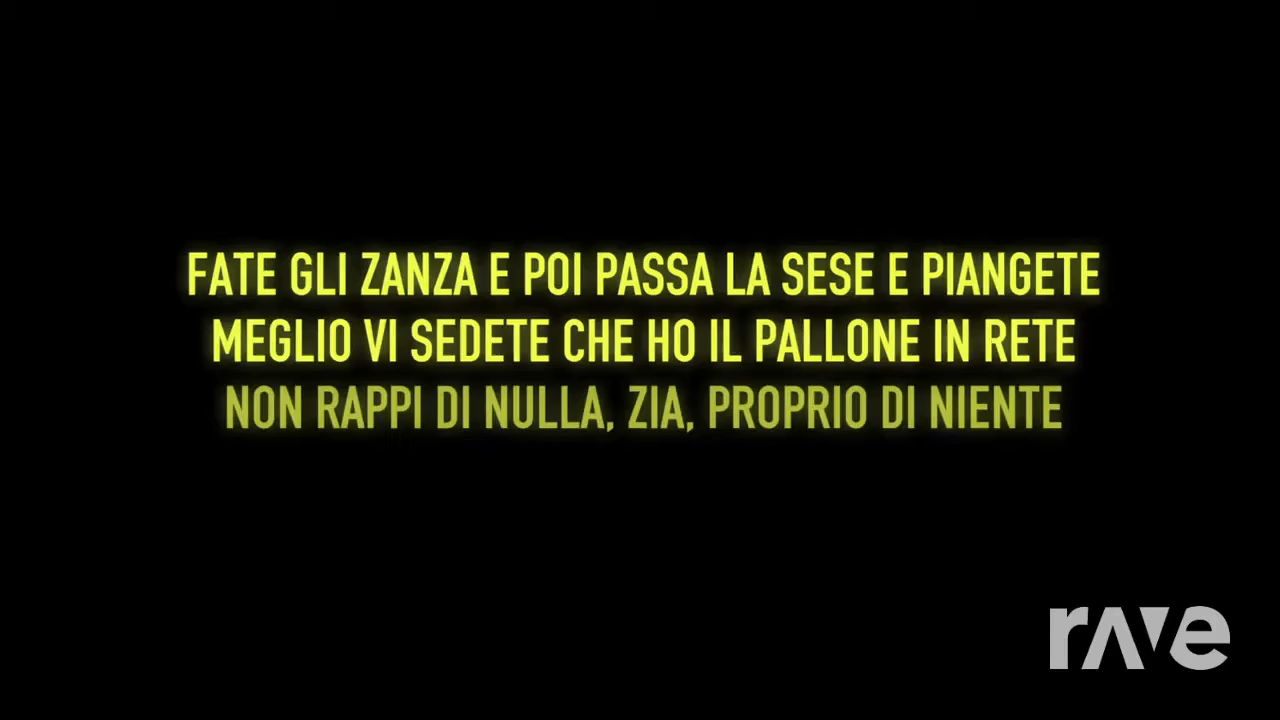 FATE GLI ZANZA E POI PASSA LA SESE E PIANGETE
MEGLIO VI SEDETE CHE HO IL PALLONE IN RETE
NON RAPPI DI NULLA, ZIA, PROPRIO DI NIENTE
rave